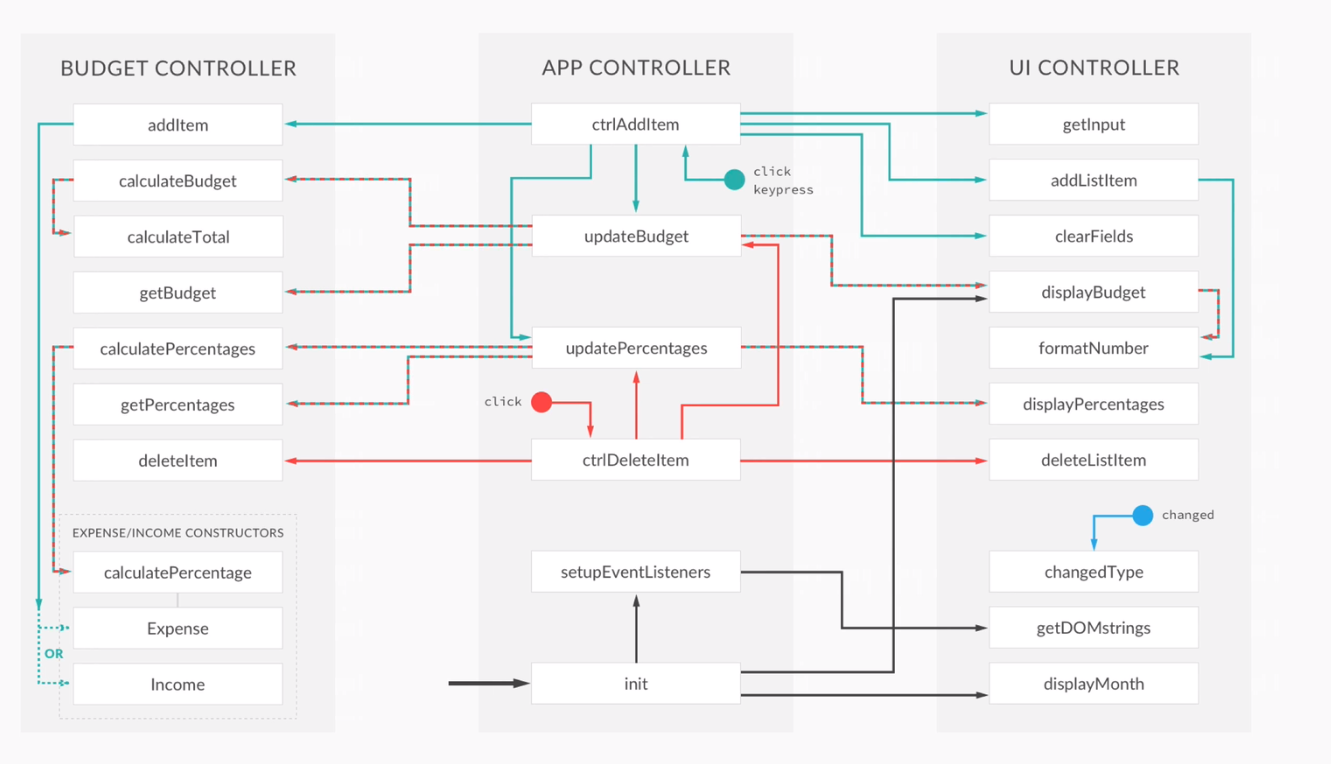 BUDGET CONTROLLER
addItem
calculateBudget
calculateTotal
getBudget
calculatePercentages
getPercentages
deleteItem
EXPENSE/INCOME CONSTRUCTORS
calculatePercentage
Expense
OR
Income
APP CONTROLLER
ctrlAddItem
click
keypress
updateBudget
updatePercentages
click
ctrlDeleteItem
setupEventListeners
init
UI CONTROLLER
getInput
addListItem
clearFields
displayBudget
formatNumber
displayPercentages
deleteListItem
changed
changedType
getDOMstrings
displayMonth